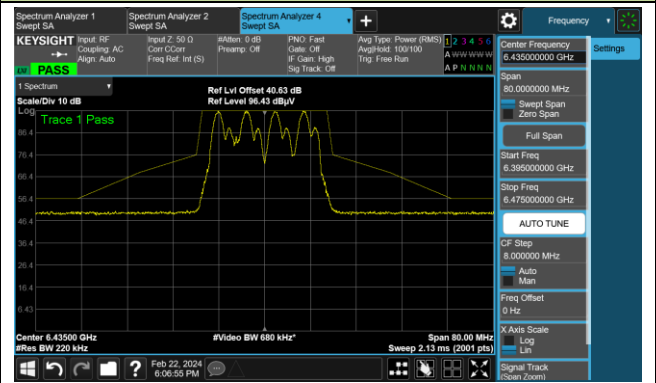 Spectrum Analyzer 1
Swept SA
Spectrum Analyzer 2
Swept SA
Spectrum Analyzer 4
Swept SA
Frequency
KEYSIGHT
Input: RF
Coupling: AC
Align: Auto
Input Z: 50 Ω
Corr CCorr
Freq Ref: Int (S)
#Atten: 0 dB
Preamp: Off
PNO: Fast
Gate: Off
IF Gain: High
Sig Track: Off
Avg Type: Power (RMS)
Avg|Hold: 100/100
Trig: Free Run
1 2 3 4 5 6
A W W W W W
A P N N N N
LXI PASS
1 Spectrum
Scale/Div 10 dB
Ref Lvl Offset 40.63 dB
Ref Level 96.43 dBµV
Log
Trace 1 Pass
86.4
76.4
66.4
56.4
46.4
36.4
26.4
16.4
6.43
Center 6.43500 GHz
#Res BW 220 kHz
#Video BW 680 kHz*
Span 80.00 MHz
Sweep 2.13 ms (2001 pts)
Feb 22, 2024
6:06:55 PM
Center Frequency
6.435000000 GHz
Settings
Span
80.0000000 MHz
Swept Span
Zero Span
Full Span
Start Freq
6.395000000 GHz
Stop Freq
6.475000000 GHz
AUTO TUNE
CF Step
8.000000 MHz
Auto
Man
Freq Offset
0 Hz
X Axis Scale
Log
Lin
Signal Track
(Span Zoom)